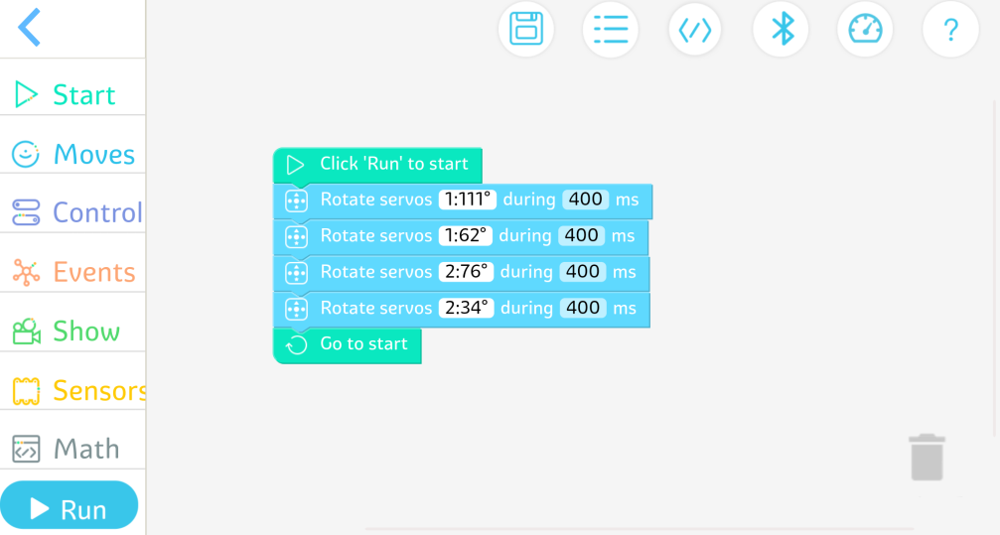 ?
Start
Moves
Control
Events
Show
Sensors
Math
Run
Click 'Run' to start
Rotate servos 1:111° during 400 ms
Rotate servos 1:62° during 400 ms
Rotate servos 2:76° during 400 ms
Rotate servos 2:34° during 400 ms
Go to start